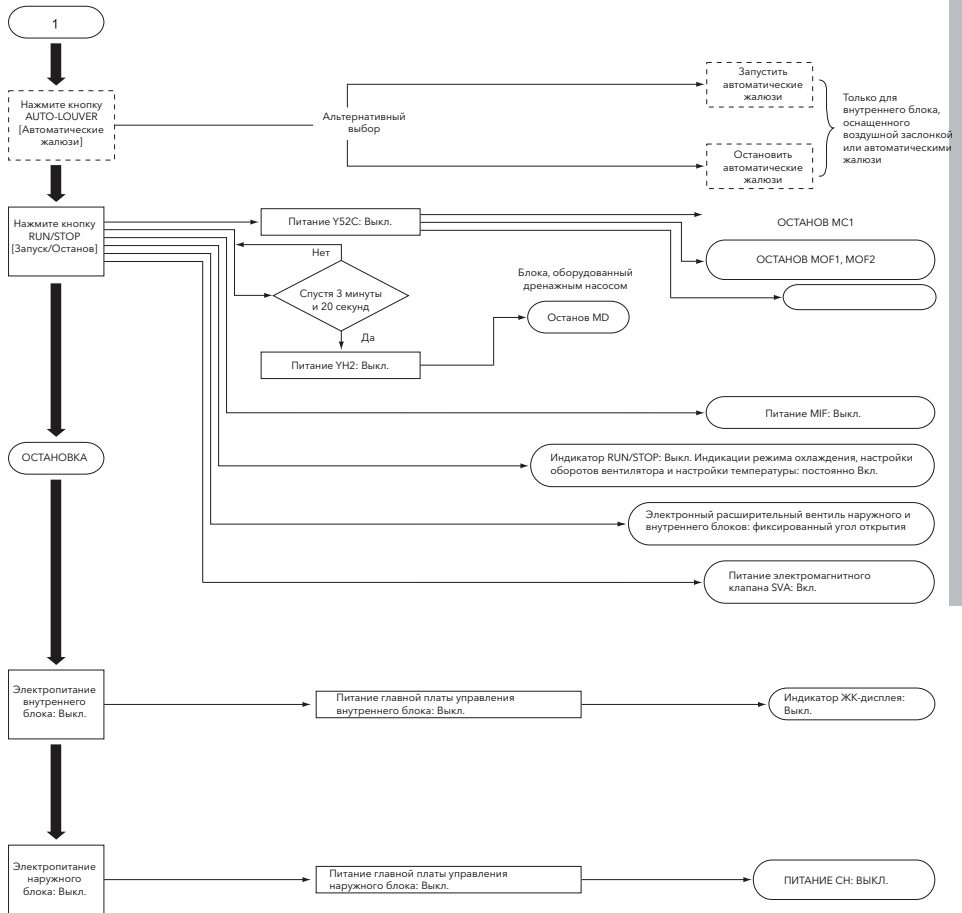 1
Нажмите кнопку
AUTO-LOUVER
[Автоматические
жалюзи]
Альтернативный
выбор
Запустить
автоматические
жалюзи
Остановить
автоматические
жалюзи
Только для
внутреннего блока,
оснащенного
воздушной заслонкой
или автоматическими
жалюзи
Нажмите кнопку
RUN/STOP
[Запуск/Останов]
Питание Y52C: Выкл.
ОСТАНОВ MC1
ОСТАНОВ MOF1, MOF2
Нет
Спустя 3 минуты
и 20 секунд
Да
Питание YH2: Выкл.
Блока, оборудованный
дренажным насосом
Останов MD
Питание MIF: Выкл.
ОСТАНОВКА
Индикатор RUN/STOP: Выкл. Индикации режима охлаждения, настройки
оборотов вентилятора и настройки температуры: постоянно Вкл.
Электронный расширительный вентиль наружного и
внутреннего блоков: фиксированный угол открытия
Питание электромагнитного
клапана SVA: Вкл.
Электропитание
внутреннего
блока: Выкл.
Питание главной платы управления
внутреннего блока: Выкл.
Индикатор ЖК-дисплея:
Выкл.
Электропитание
наружного
блока: Выкл.
Питание главной платы управления
наружного блока: Выкл.
ПИТАНИЕ CH: ВЫКЛ.